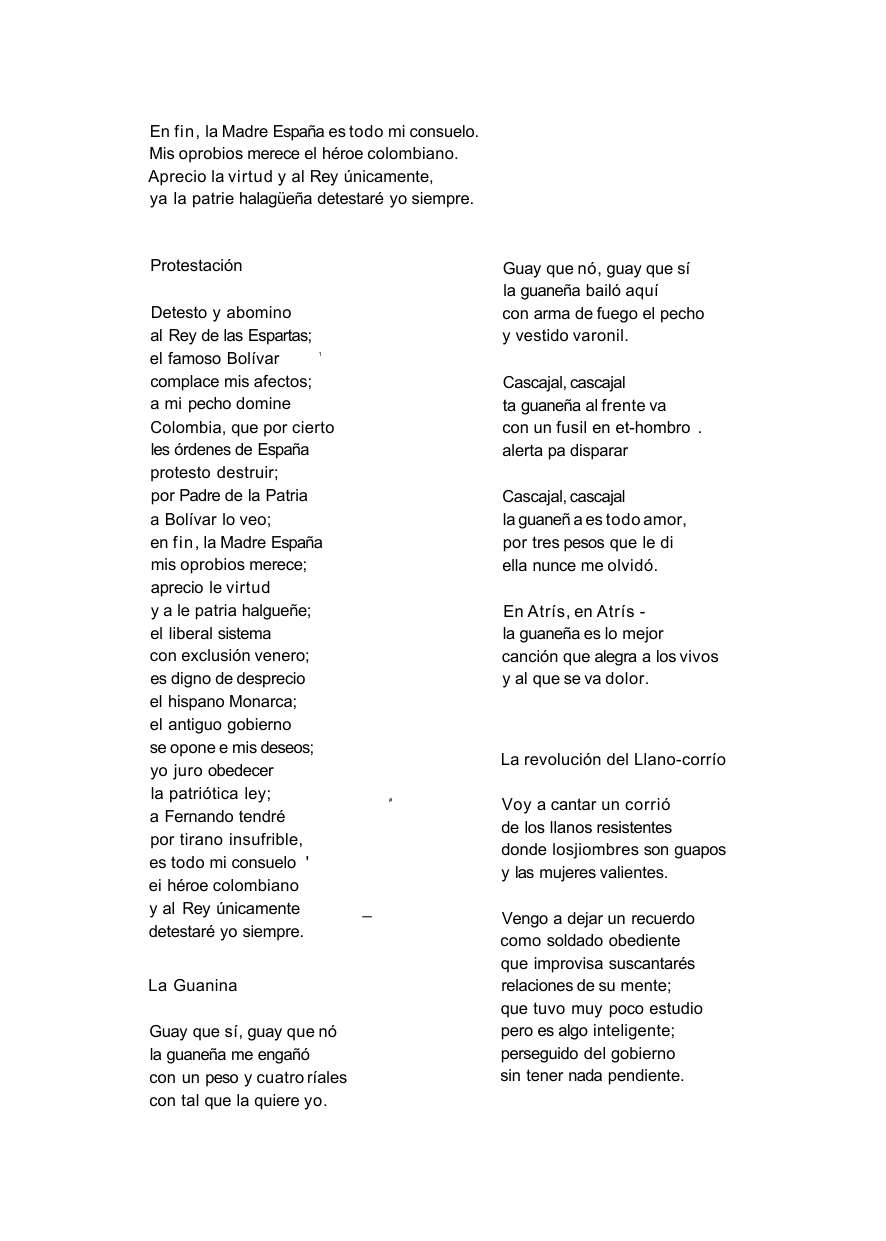 En fin, la Madre España es todo mi consuelo.
Mis oprobios merece el héroe colombiano.
Aprecio la virtud y al Rey únicamente,
ya la patrie halagüeña detestaré yo siempre.
Protestación
Detesto y abomino
al Rey de las Espartas;
el famoso Bolívar
complace mis afectos;
a mi pecho domine
Colombia, que por cierto
les órdenes de España
protesto destruir;
por Padre de la Patria
a Bolívar lo veo;
en fin, la Madre España
mis oprobios merece;
aprecio le virtud
y a le patria halgueñe;
el liberal sistema
con exclusión venero;
es digno de desprecio
el hispano Monarca;
el antiguo gobierno
se opone e mis deseos;
yo juro obedecer
la patriótica ley;
a Fernando tendré
por tirano insufrible,
es todo mi consuelo '
ei héroe colombiano
y al Rey únicamente
detestaré yo siempre.
La Guanina
Guay que sí, guay que nó
la guaneña me engañó
con un peso y cuatro ríales
con tal que la quiere yo.
Guay que nó, guay que sí
la guaneña bailó aquí
con arma de fuego el pecho
y vestido varonil.
Cascajal, cascajal
ta guaneña al frente va
con un fusil en et-hombro .
alerta pa disparar
Cascajal, cascajal
la guaneñ a es todo amor,
por tres pesos que le di
ella nunce me olvidó.
En Atrís, en Atrís -
la guaneña es lo mejor
canción que alegra a los vivos
y al que se va dolor.
La revolución del Llano-corrío
Voy a cantar un corrió
de los llanos resistentes
donde losjiombres son guapos
y las mujeres valientes.
Vengo a dejar un recuerdo
como soldado obediente
que improvisa suscantarés
relaciones de su mente;
que tuvo muy poco estudio
pero es algo inteligente;
perseguido del gobierno
sin tener nada pendiente.